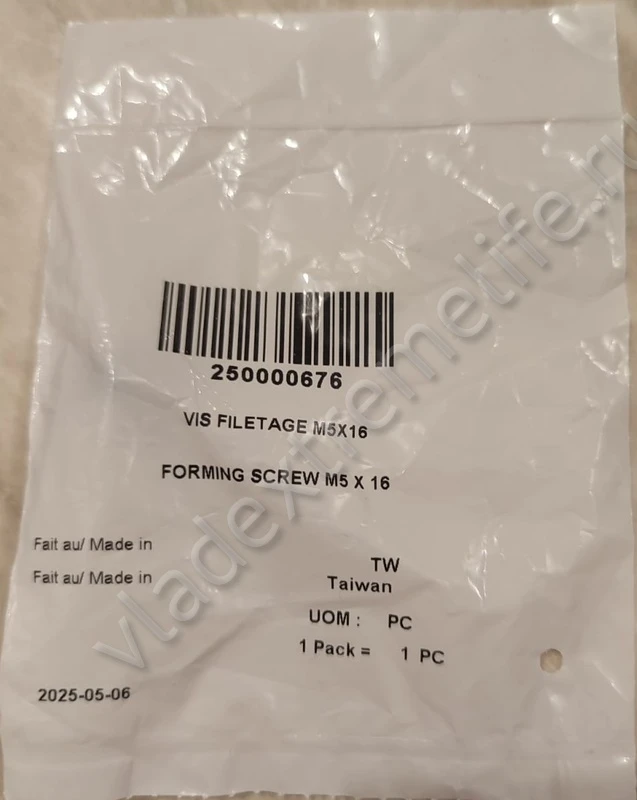 250000676
VIS FILETAGE M5X16
FORMING SCREW M5 X 16
Fait au/ Made in TW
Fait au/ Made in Taiwan
UOM : PC
1 Pack = 1 PC
2025-05-06
vladextremelife.ru